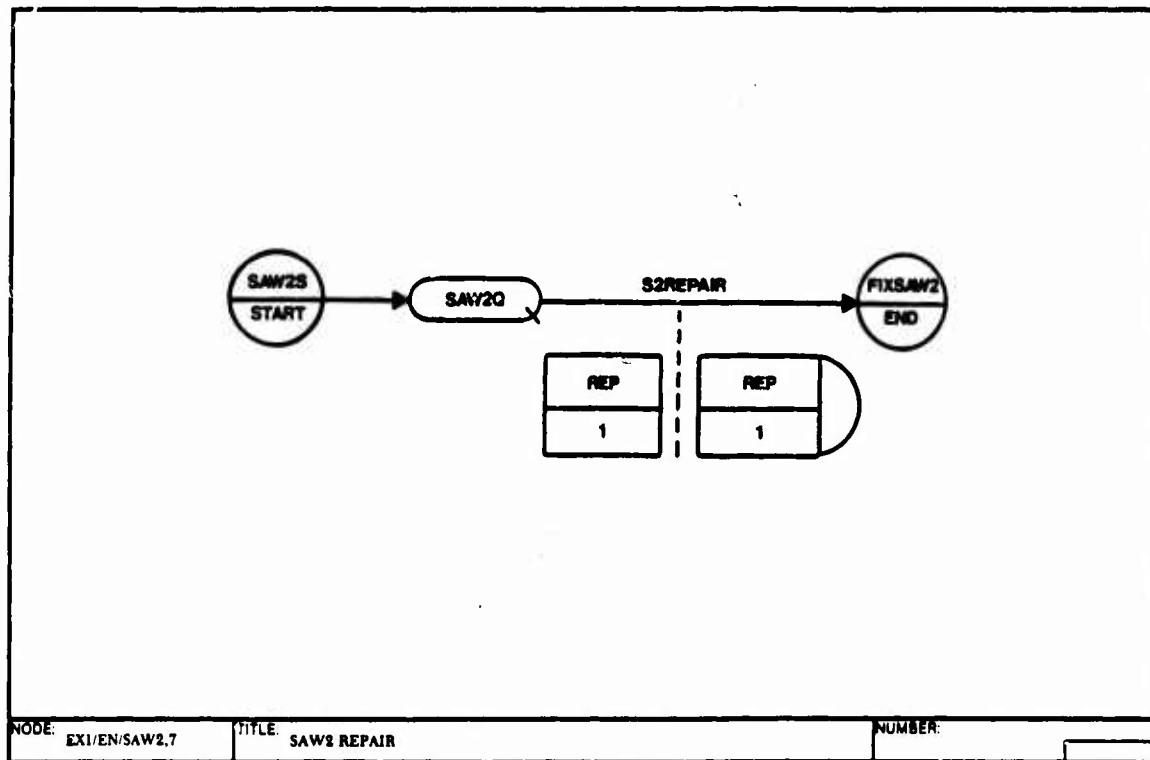 SAW2S
START
SAW2Q
S2REPAIR
FIXSAW2
END
REP
1
REP
1
NODE: EX1/EN/SAW2,7
TITLE: SAW2 REPAIR
NUMBER: